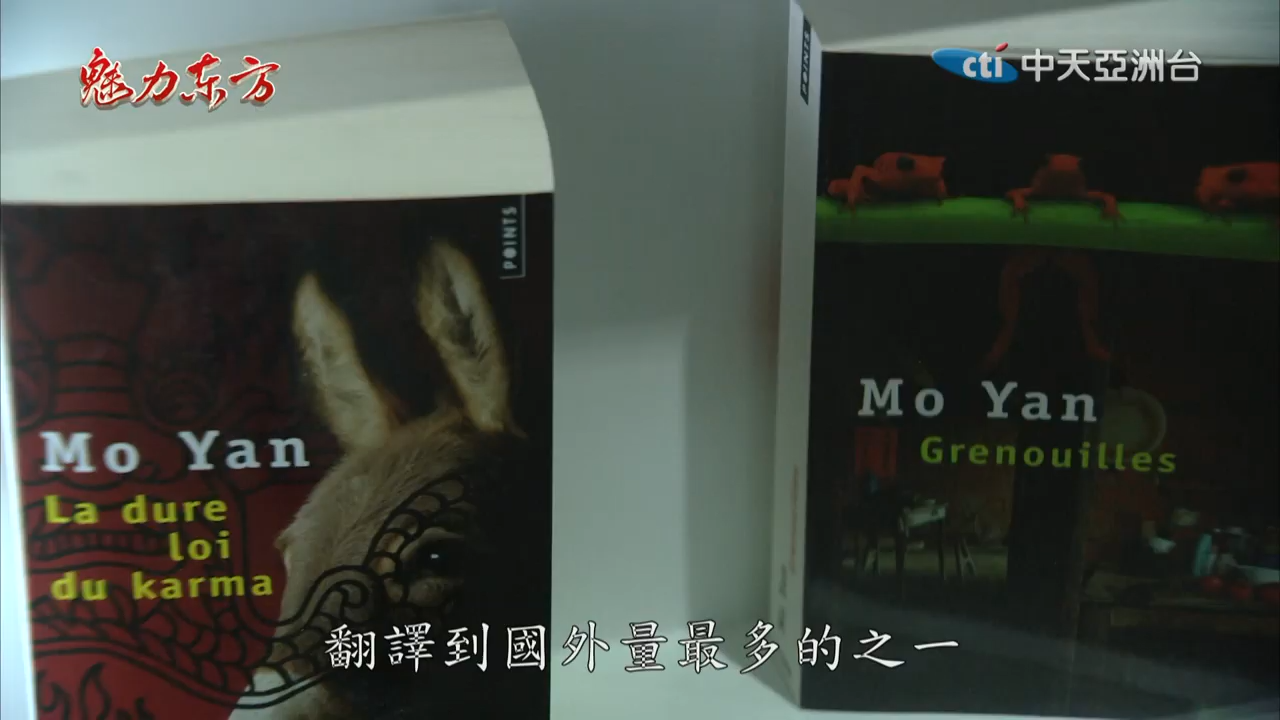 魅力东方
cti 中天亞洲台
POINTS
Mo Yan
La dure
loi
du karma
POINTS
Mo Yan
Grenouilles
翻譯到國外量最多的之一